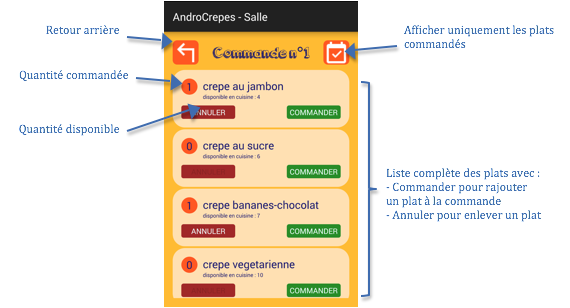 AndroCrepes - Salle
Retour arrière
Commande n°1
Afficher uniquement les plats
commandés
Quantité commandée
1
crepe au jambon
disponible en cuisine : 4
ANNULER
COMMANDER
Quantité disponible
0
crepe au sucre
disponible en cuisine : 6
ANNULER
COMMANDER
1
crepe bananes-chocolat
disponible en cuisine : 7
ANNULER
COMMANDER
0
crepe vegetarienne
disponible en cuisine : 10
ANNULER
COMMANDER
Liste complète des plats avec :
- Commander pour rajouter
un plat à la commande
- Annuler pour enlever un plat